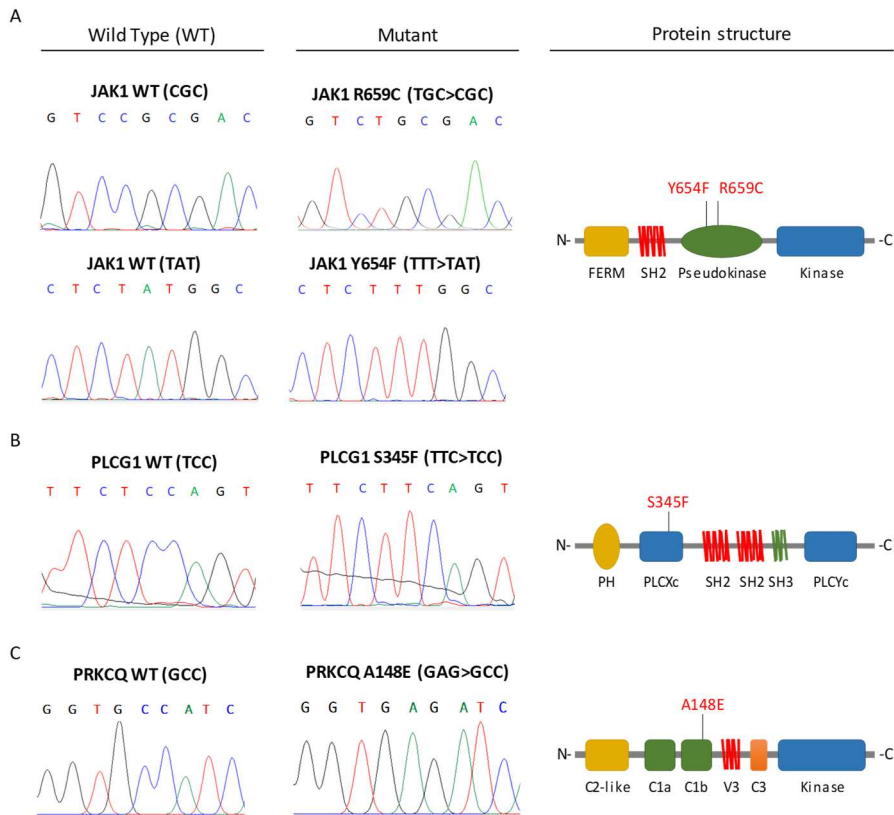 A
Wild Type (WT)
Mutant
Protein structure
JAK1 WT (CGC)
G T C C G C G A C
JAK1 R659C (TGC>CGC)
G T C T G C G A C
Y654F R659C
N- -C
FERM SH2 Pseudokinase Kinase
JAK1 WT (TAT)
C T C T A T G G C
JAK1 Y654F (TTT>TAT)
C T C T T T G G C
B
PLCG1 WT (TCC)
T T C T C C A G T
PLCG1 S345F (TTC>TCC)
T T C T T C A G T
S345F
N- -C
PH PLCXc SH2 SH2 SH3 PLCYc
C
PRKCQ WT (GCC)
G G T G C C A T C
PRKCQ A148E (GAG>GCC)
G G T G A G A T C
A148E
N- -C
C2-like C1a C1b V3 C3 Kinase